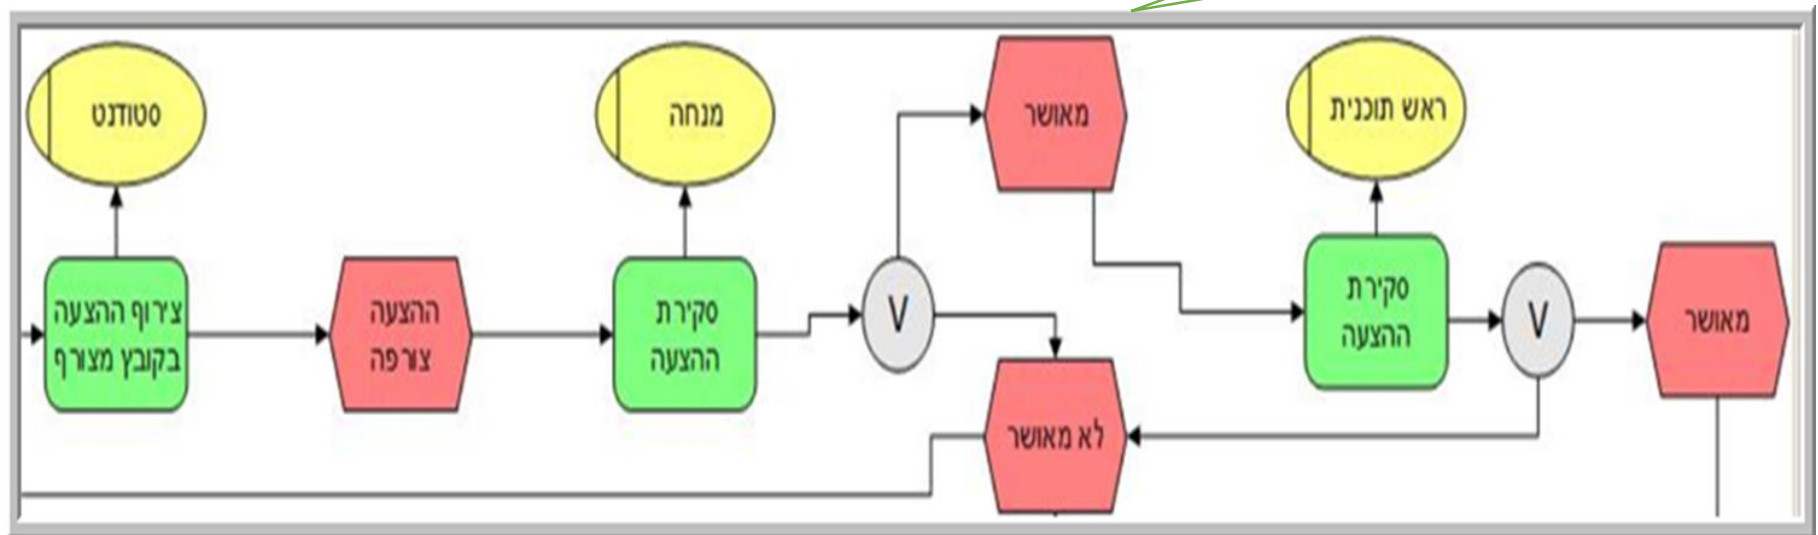 סטודנט
מנחה
מאושר
ראש תוכנית
צירוף ההצעה
בקובץ מצורף
ההצעה
צורפה
סקירת
ההצעה
V
לא מאושר
סקירת
ההצעה
V
מאושר